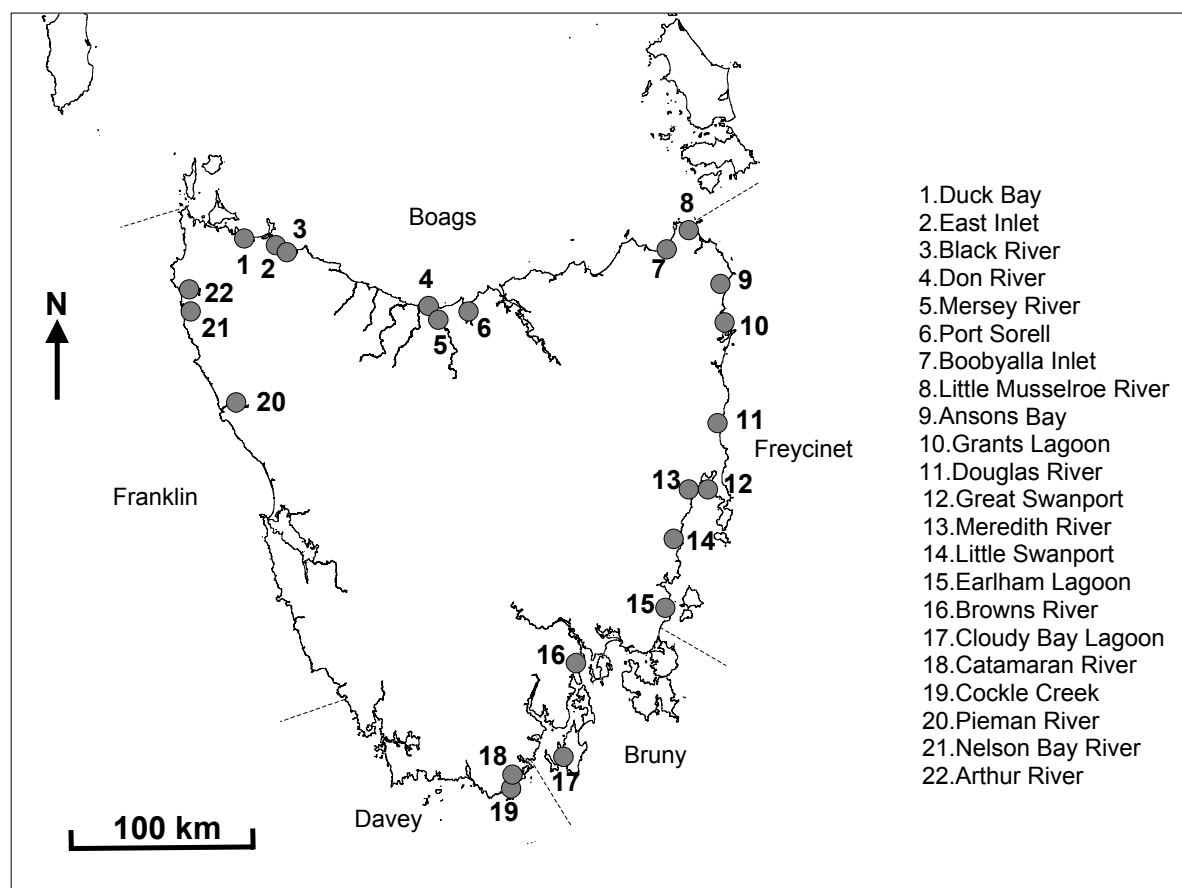 Boags
8
1
2
3
7
4
5
6
9
10
22
21
N
20
11
Freycinet
Franklin
13
12
14
15
16
Bruny
18
17
19
Davey
100 km
1.Duck Bay
2.East Inlet
3.Black River
4.Don River
5.Mersey River
6.Port Sorell
7.Boobyalla Inlet
8.Little Musselroe River
9.Ansons Bay
10.Grants Lagoon
11.Douglas River
12.Great Swanport
13.Meredith River
14.Little Swanport
15.Earlham Lagoon
16.Browns River
17.Cloudy Bay Lagoon
18.Catamaran River
19.Cockle Creek
20.Pieman River
21.Nelson Bay River
22.Arthur River